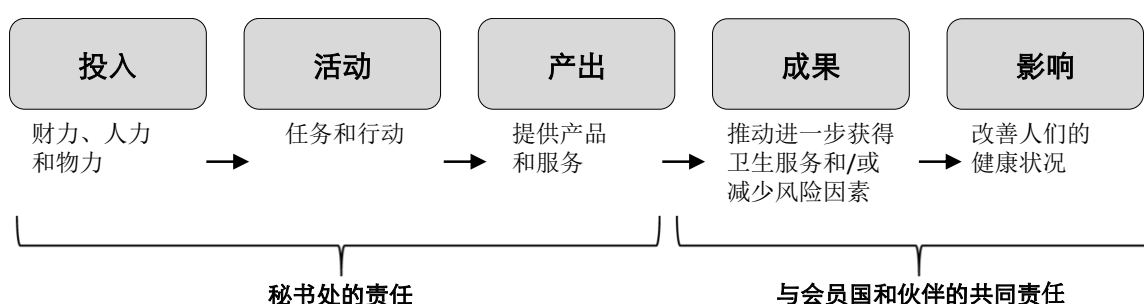 投入
活动
产出
成果
影响
财力、人力
和物力
任务和行动
提供产品
和服务
推动进一步获得
卫生服务和/或
减少风险因素
改善人们的
健康状况
秘书处的责任
与会员国和伙伴的共同责任